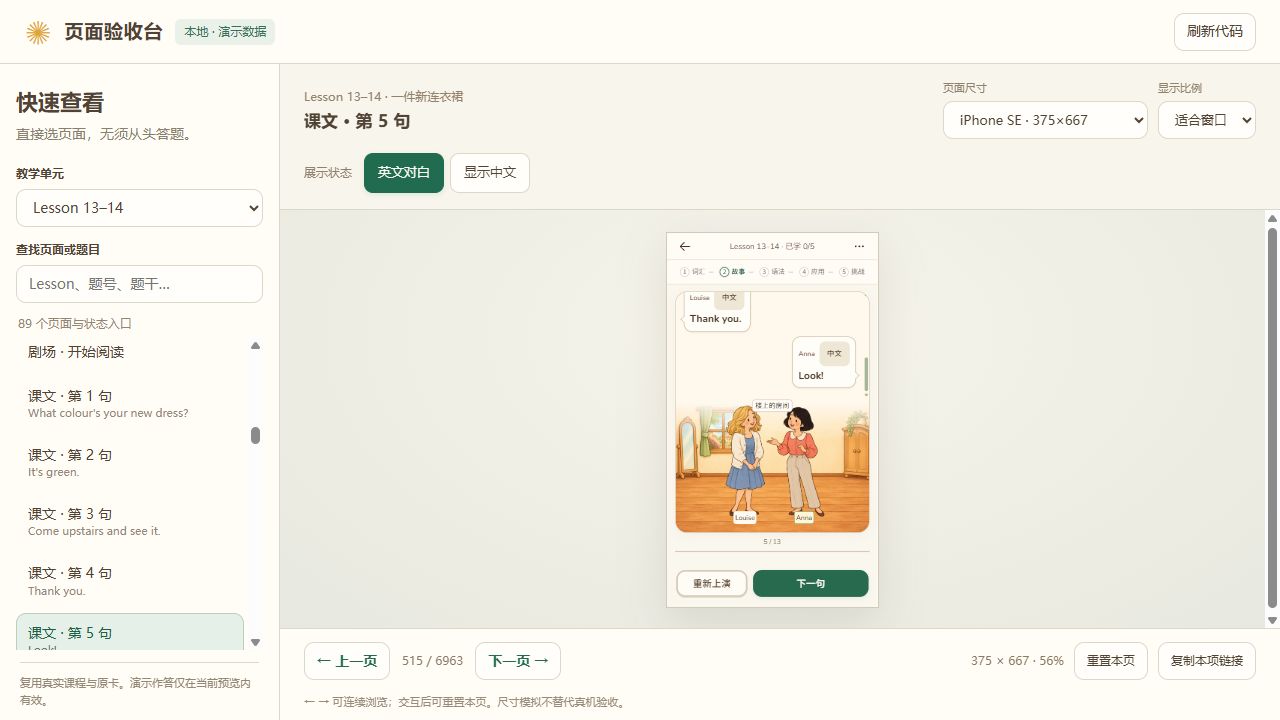 页面验收台
本地 · 演示数据
刷新代码
快速查看
直接选页面，无须从头答题。
教学单元
Lesson 13–14
查找页面或题目
Lesson、题号、题干...
89 个页面与状态入口
剧场 · 开始阅读
课文 · 第 1 句
What colour's your new dress?
课文 · 第 2 句
It's green.
课文 · 第 3 句
Come upstairs and see it.
课文 · 第 4 句
Thank you.
课文 · 第 5 句
Look!
复用真实课程与原卡。演示作答仅在当前预览内
有效。
Lesson 13–14 · 一件新连衣裙
课文 • 第 5 句
页面尺寸
iPhone SE · 375×667
显示比例
适合窗口
展示状态
英文对白
显示中文
← Lesson 13–14 · 已学 0/5 ···
1 词汇 – 2 故事 – 3 语法 – 4 应用 – 5 挑战
Louise 中文
Thank you.
Anna 中文
Look!
楼上的房间
Louise
Anna
5 / 13
重新上演
下一句
← 上一页
515 / 6963
下一页 →
375 × 667 · 56%
重置本页
复制本项链接
← → 可连续浏览；交互后可重置本页。尺寸模拟不替代真机验收。